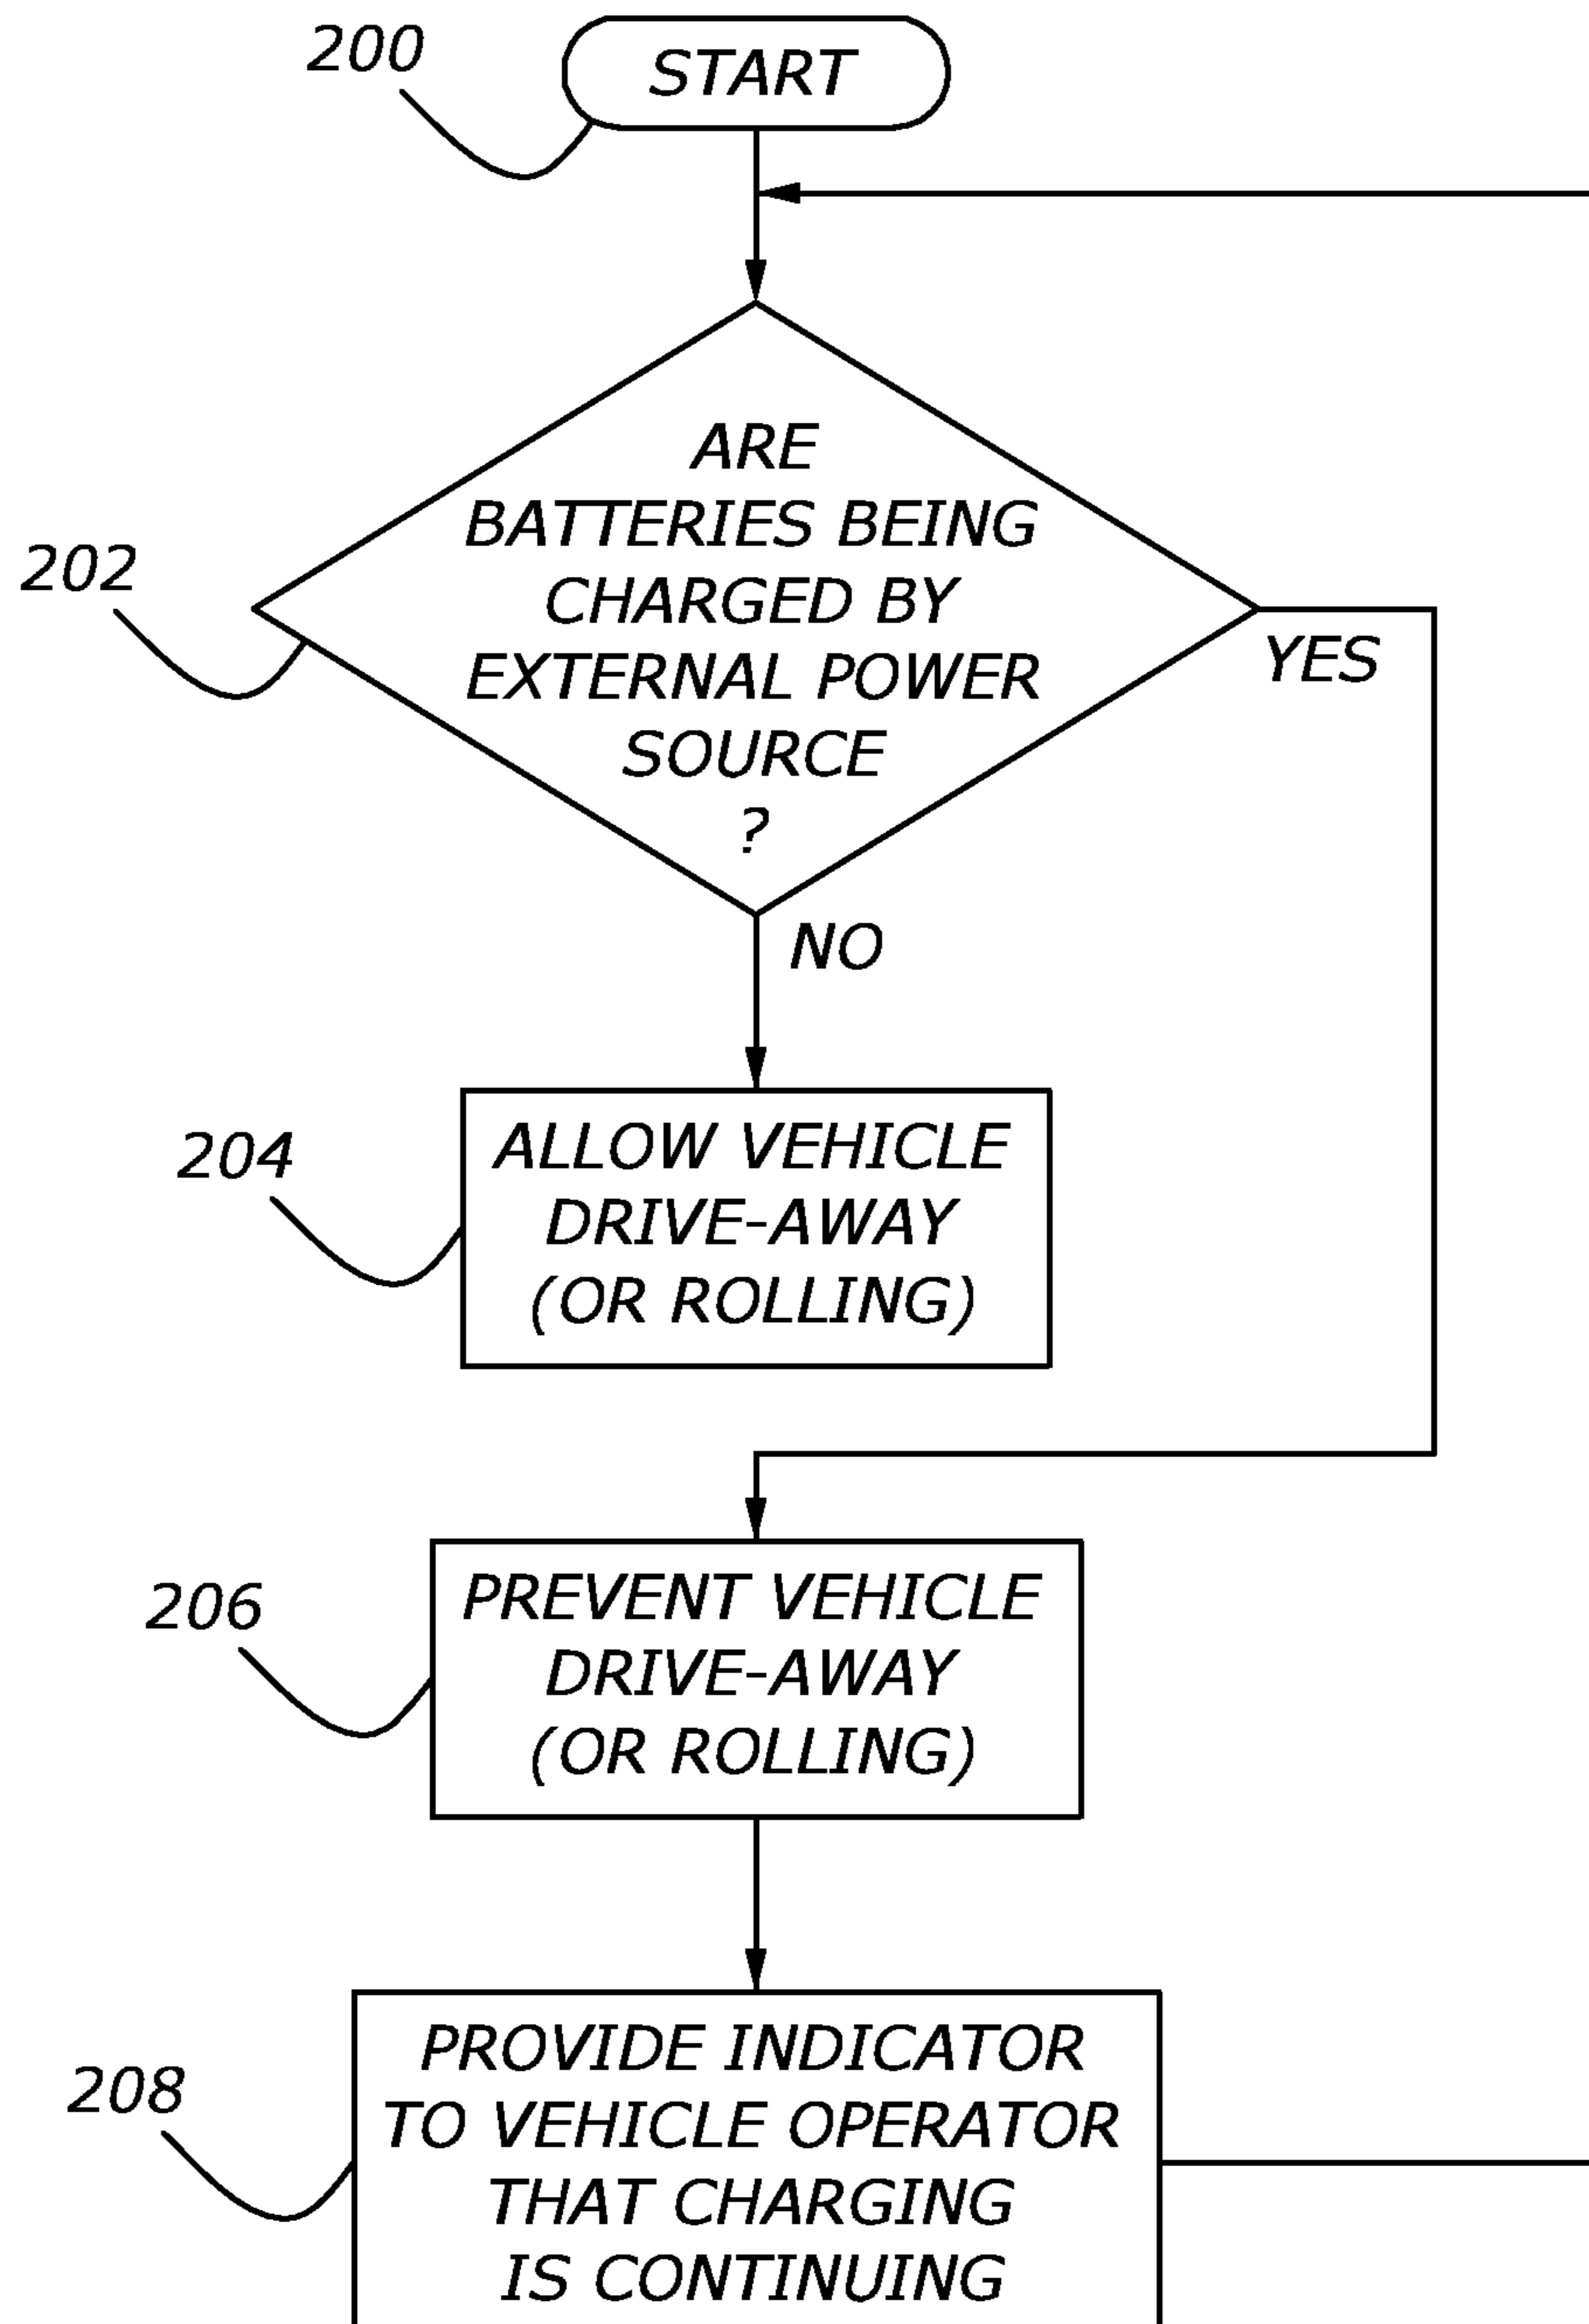 200
START
202
ARE
BATTERIES BEING
CHARGED BY
EXTERNAL POWER
SOURCE
?
YES
NO
204
ALLOW VEHICLE
DRIVE-AWAY
(OR ROLLING)
206
PREVENT VEHICLE
DRIVE-AWAY
(OR ROLLING)
208
PROVIDE INDICATOR
TO VEHICLE OPERATOR
THAT CHARGING
IS CONTINUING